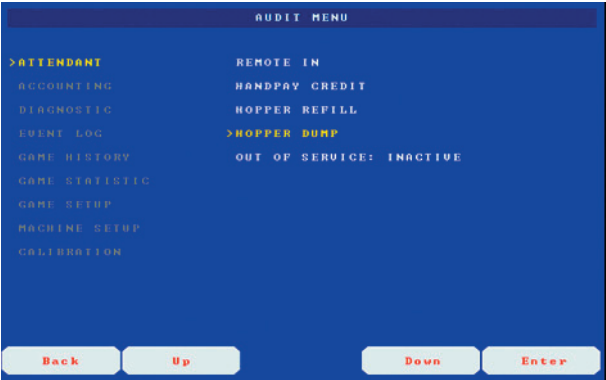 AUDIT MENU
>ATTENDANT
ACCOUNTING
DIAGNOSTIC
EVENT LOG
GAME HISTORY
GAME STATISTIC
GAME SETUP
MACHINE SETUP
CALIBRATION
REMOTE IN
HANDPAY CREDIT
HOPPER REFILL
>HOPPER DUMP
OUT OF SERVICE: INACTIVE
Back
Up
Down
Enter